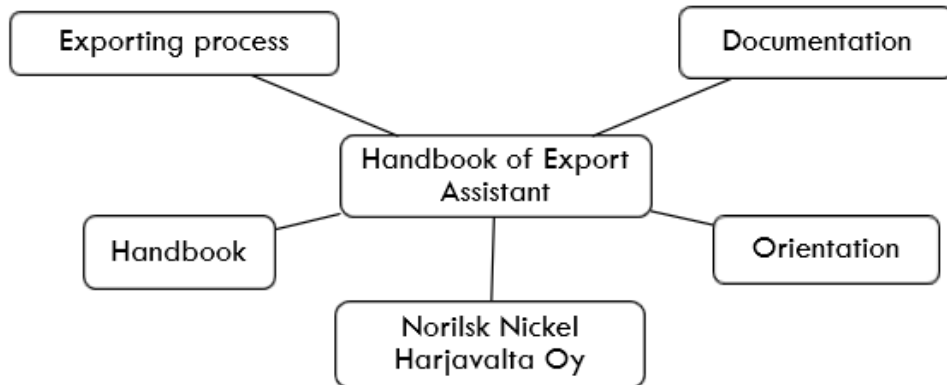 Exporting process
Documentation
Handbook of Export
Assistant
Handbook
Orientation
Norilsk Nickel
Harjavalta Oy